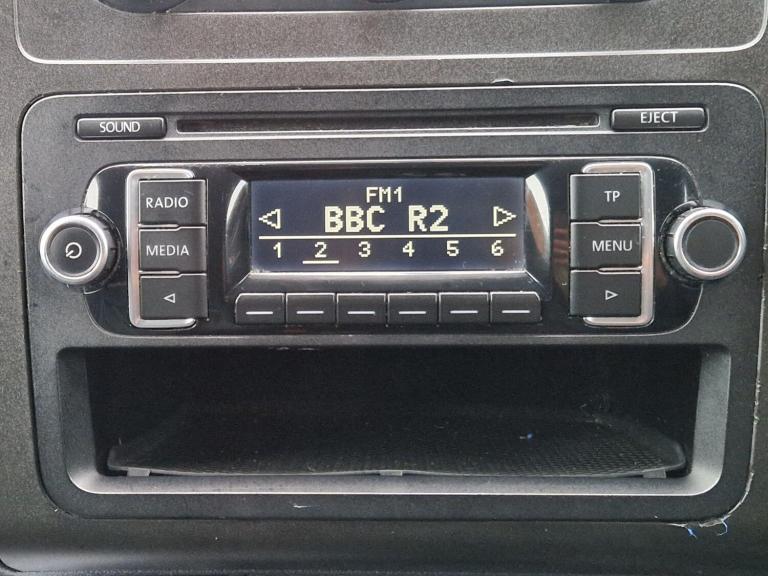 SOUND
EJECT
RADIO
MEDIA
FM1
BBC R2
1 2 3 4 5 6
TP
MENU